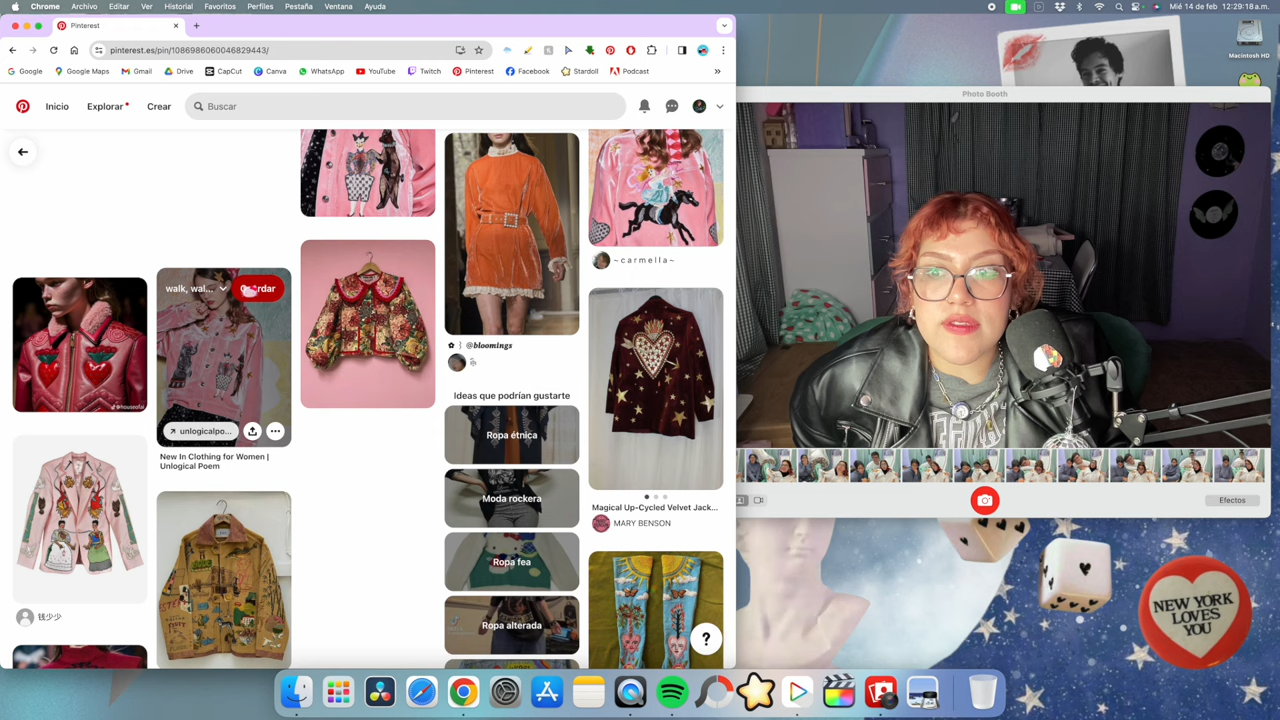 Chrome Archivo Editar Ver Historial Favoritos Perfiles Pestaña Ventana Ayuda
Mié 14 de feb 12:29:18 a.m.
Pinterest
pinterest.es/pin/1086986060046829443/
Google Google Maps Gmail Drive CapCut Canva WhatsApp YouTube Twitch Pinterest Facebook Stardoll Podcast
Inicio Explorar Crear Buscar
walk, wal... Guardar
unlogicalpo...
New In Clothing for Women |
Unlogical Poem
钱少少
@bloomings
Ideas que podrían gustarte
Ropa étnica
Moda rockera
Ropa fea
Ropa alterada
~ c a r m e l l a ~
Magical Up-Cycled Velvet Jack...
MARY BENSON
?
Photo Booth
Efectos
Macintosh HD
NEW YORK
LOVES
YOU